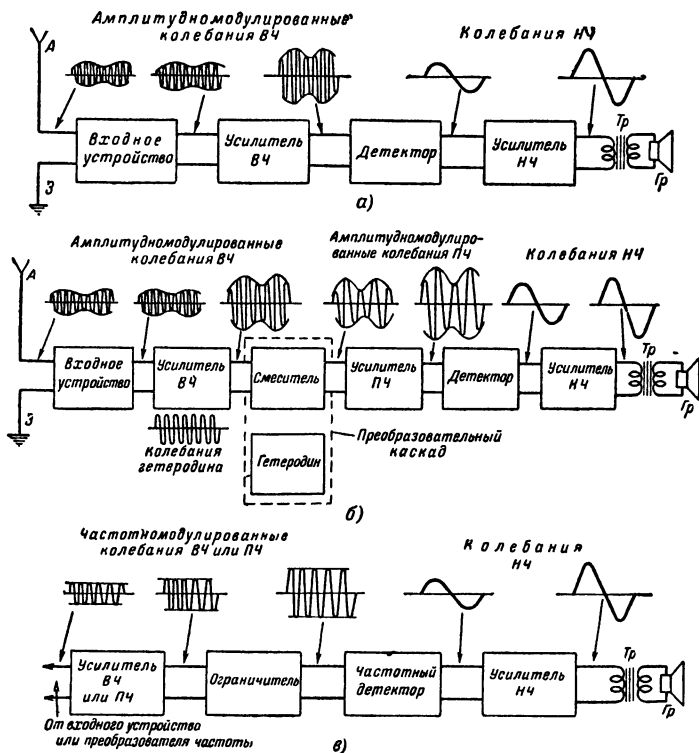 Амплитудномодулированные
колебания ВЧ
Колебания НЧ
А
Входное
устройство
Усилитель
ВЧ
Детектор
Усилитель
НЧ
Тр
Гр
З
а)
Амплитудномодулированные
колебания ВЧ
Амплитудномодулиро-
ванные колебания ПЧ
Колебания НЧ
А
Входное
устройство
Усилитель
ВЧ
Смеситель
Усилитель
ПЧ
Детектор
Усилитель
НЧ
Тр
Гр
З
Колебания
гетеродина
Гетеродин
Преобразовательный
каскад
б)
Частотномодулированные
колебания ВЧ или ПЧ
Колебания
НЧ
Усилитель
ВЧ
или ПЧ
Ограничитель
Частотный
детектор
Усилитель
НЧ
Тр
Гр
От входного устройства
или преобразователя частоты
в)